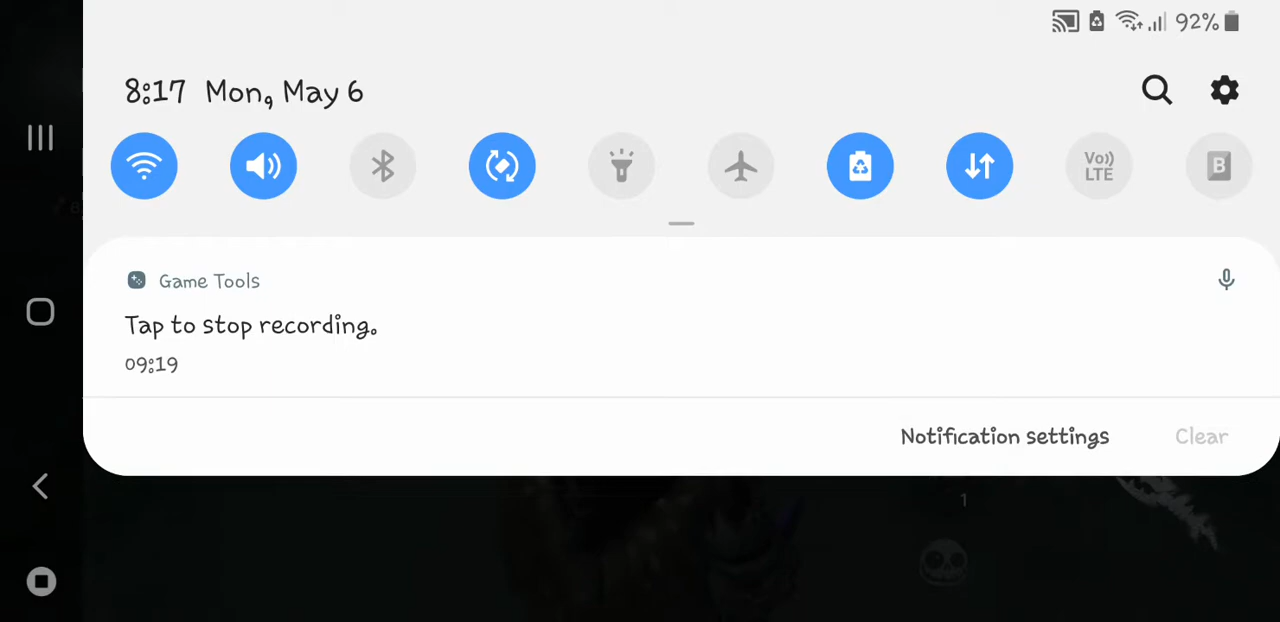 92%
8:17 Mon, May 6
Vo))
LTE
B
Game Tools
Tap to stop recording.
09:19
Notification settings Clear
1